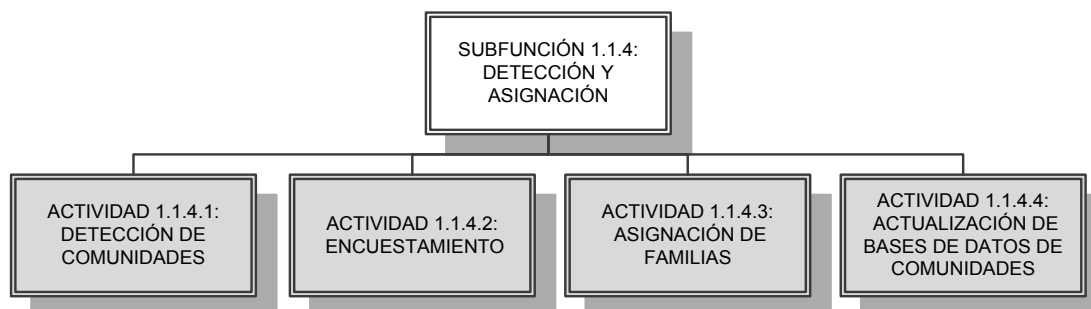 SUBFUNCIÓN 1.1.4:
DETECCIÓN Y
ASIGNACIÓN
ACTIVIDAD 1.1.4.1:
DETECCIÓN DE
COMUNIDADES
ACTIVIDAD 1.1.4.2:
ENCUESTAMIENTO
ACTIVIDAD 1.1.4.3:
ASIGNACIÓN DE
FAMILIAS
ACTIVIDAD 1.1.4.4:
ACTUALIZACIÓN DE
BASES DE DATOS DE
COMUNIDADES